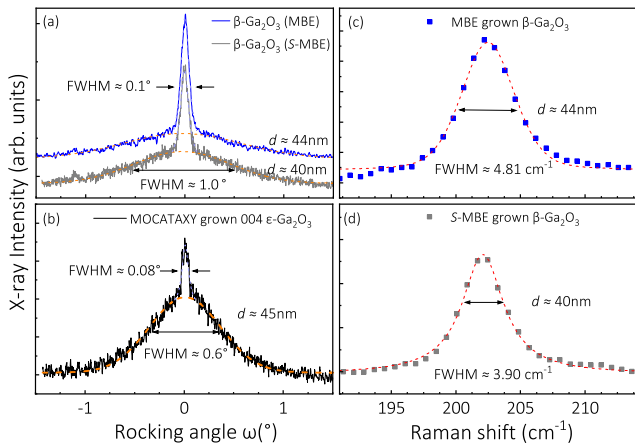 (a)
β-Ga₂O₃ (MBE)
β-Ga₂O₃ (S-MBE)
FWHM ≈ 0.1°
d ≈ 44nm
d ≈ 40nm
FWHM ≈ 1.0°
(b)
MOCATAXY grown 004 ε-Ga₂O₃
FWHM ≈ 0.08°
d ≈ 45nm
FWHM ≈ 0.6°
X-ray Intensity (arb. units)
-1
0
1
Rocking angle ω(°)
(c)
MBE grown β-Ga₂O₃
d ≈ 44nm
FWHM ≈ 4.81 cm⁻¹
(d)
S-MBE grown β-Ga₂O₃
d ≈ 40nm
FWHM ≈ 3.90 cm⁻¹
195
200
205
210
Raman shift (cm⁻¹)